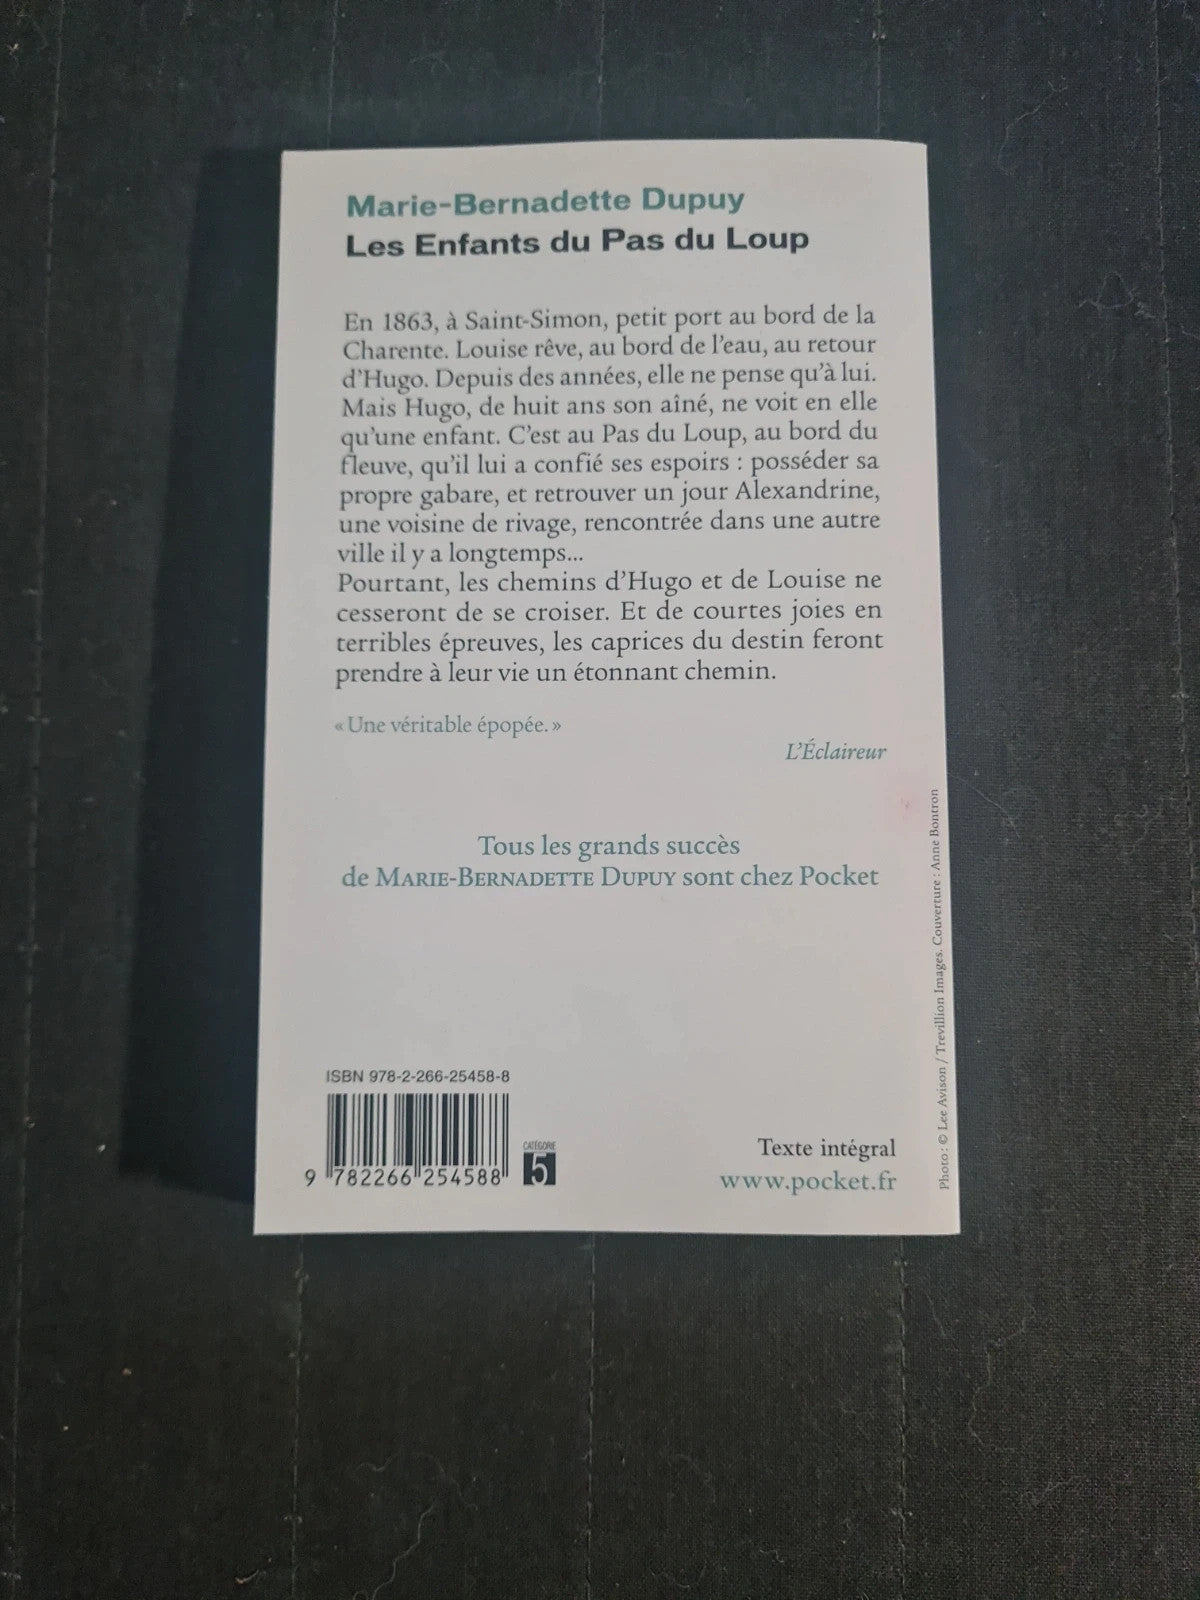 Marie-Bernadette Dupuy
Les Enfants du Pas du Loup
En 1863, à Saint-Simon, petit port au bord de la
Charente. Louise rêve, au bord de l'eau, au retour
d'Hugo. Depuis des années, elle ne pense qu'à lui.
Mais Hugo, de huit ans son aîné, ne voit en elle
qu'une enfant. C'est au Pas du Loup, au bord du
fleuve, qu'il lui a confié ses espoirs : posséder sa
propre gabare, et retrouver un jour Alexandrine,
une voisine de rivage, rencontrée dans une autre
ville il y a longtemps...
Pourtant, les chemins d'Hugo et de Louise ne
cesseront de se croiser. Et de courtes joies en
terribles épreuves, les caprices du destin feront
prendre à leur vie un étonnant chemin.
« Une véritable épopée. »
L'Éclaireur
Tous les grands succès
de MARIE-BERNADETTE DUPUY sont chez Pocket
Photo : © Lee Avison / Trevillion Images. Couverture : Anne Bontron
ISBN 978-2-266-25458-8
9 782266 254588
CATÉGORIE
5
Texte intégral
www.pocket.fr